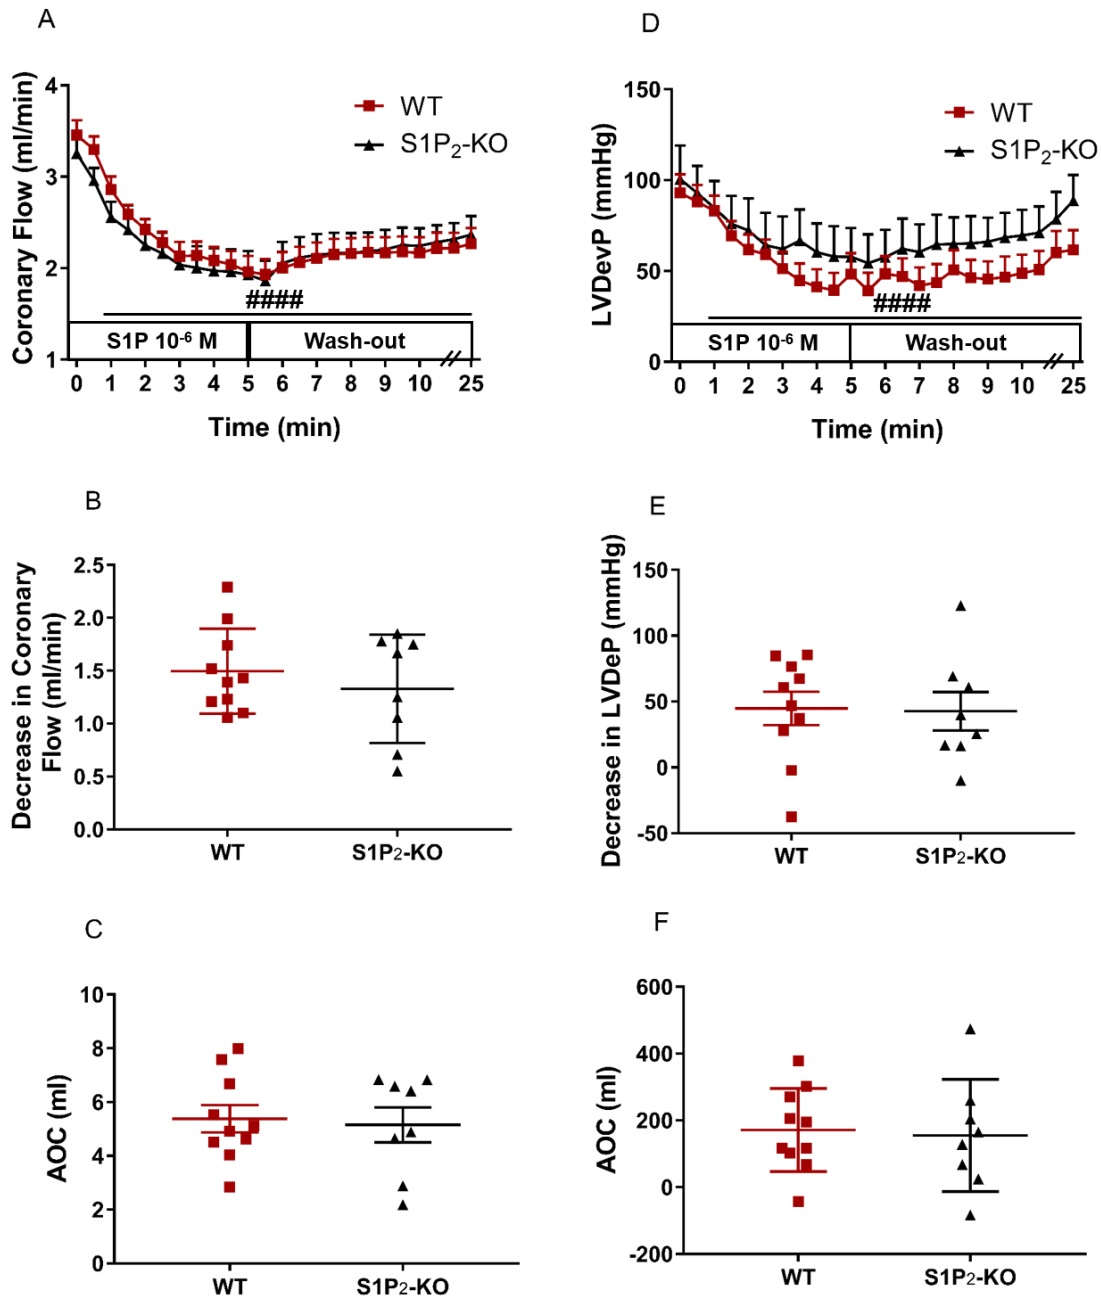 A
Coronary Flow (ml/min)
4
3
2
1
WT
S1P₂-KO
####
S1P 10⁻⁶ M
Wash-out
0 1 2 3 4 5 6 7 8 9 10 25
Time (min)
D
LVDevP (mmHg)
150
100
50
0
WT
S1P₂-KO
####
S1P 10⁻⁶ M
Wash-out
0 1 2 3 4 5 6 7 8 9 10 25
Time (min)
B
Decrease in Coronary
Flow (ml/min)
2.5
2.0
1.5
1.0
0.5
0.0
WT S1P₂-KO
E
Decrease in LVDeP (mmHg)
150
100
50
0
-50
WT S1P₂-KO
C
AOC (ml)
10
8
6
4
2
0
WT S1P₂-KO
F
AOC (ml)
600
400
200
0
-200
WT S1P₂-KO